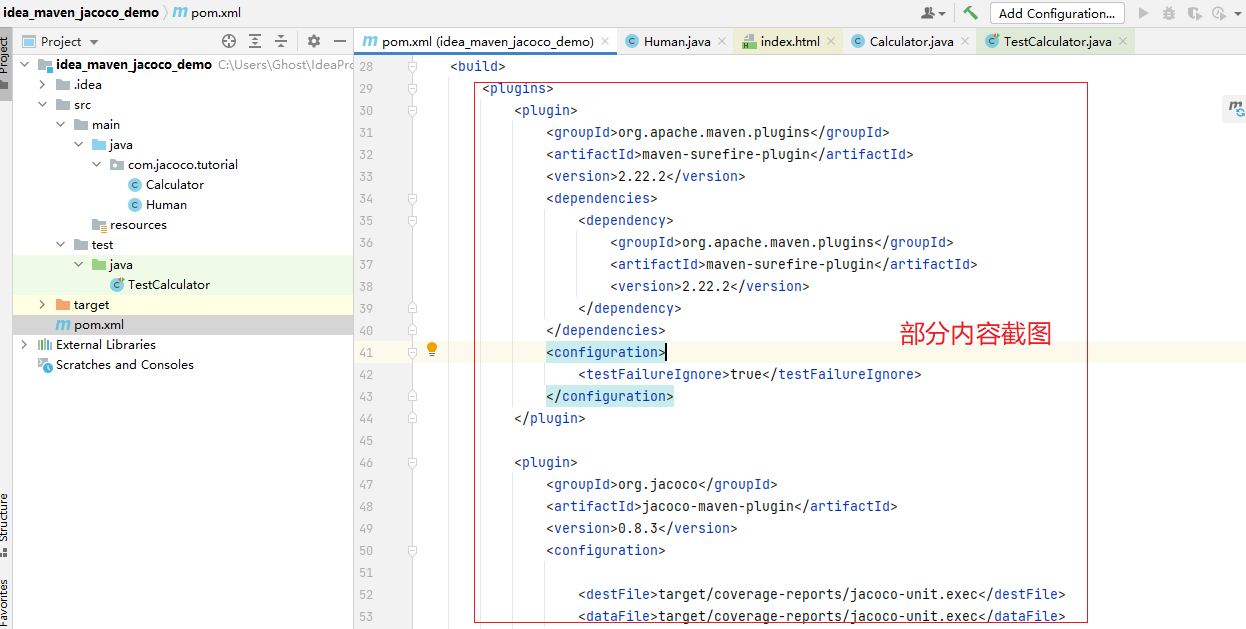 idea_maven_jacoco_demo pom.xml
Add Configuration...
Project
Project
pom.xml (idea_maven_jacoco_demo)
Human.java
index.html
Calculator.java
TestCalculator.java
idea_maven_jacoco_demo C:\Users\Ghost\IdeaPro
.idea
src
main
java
com.jacoco.tutorial
Calculator
Human
resources
test
java
TestCalculator
target
pom.xml
External Libraries
Scratches and Consoles
Structure
Favorites
28 <build>
29 <plugins>
30 <plugin>
31 <groupId>org.apache.maven.plugins</groupId>
32 <artifactId>maven-surefire-plugin</artifactId>
33 <version>2.22.2</version>
34 <dependencies>
35 <dependency>
36 <groupId>org.apache.maven.plugins</groupId>
37 <artifactId>maven-surefire-plugin</artifactId>
38 <version>2.22.2</version>
39 </dependency>
40 </dependencies>
部分内容截图
41 <configuration>
42 <testFailureIgnore>true</testFailureIgnore>
43 </configuration>
44 </plugin>
45
46 <plugin>
47 <groupId>org.jacoco</groupId>
48 <artifactId>jacoco-maven-plugin</artifactId>
49 <version>0.8.3</version>
50 <configuration>
51
52 <destFile>target/coverage-reports/jacoco-unit.exec</destFile>
53 <dataFile>target/coverage-reports/jacoco-unit.exec</dataFile>